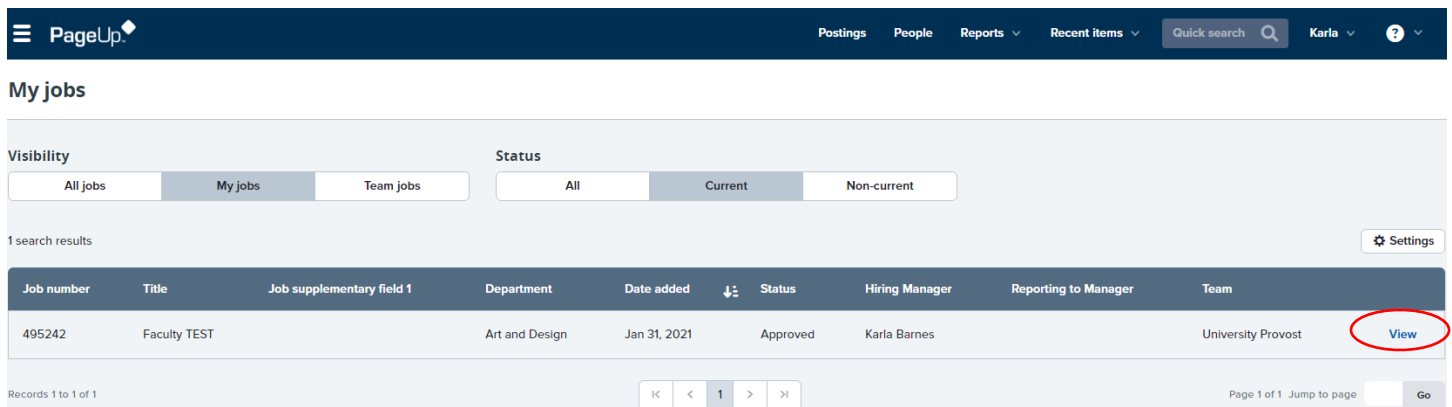 PageUp. Postings People Reports Recent items Quick search Karla ?
My jobs
Visibility Status
All jobs My jobs Team jobs All Current Non-current
1 search results Settings
Job number Title Job supplementary field 1 Department Date added Status Hiring Manager Reporting to Manager Team
495242 Faculty TEST Art and Design Jan 31, 2021 Approved Karla Barnes University Provost View
Records 1 to 1 of 1 1 Page 1 of 1 Jump to page Go